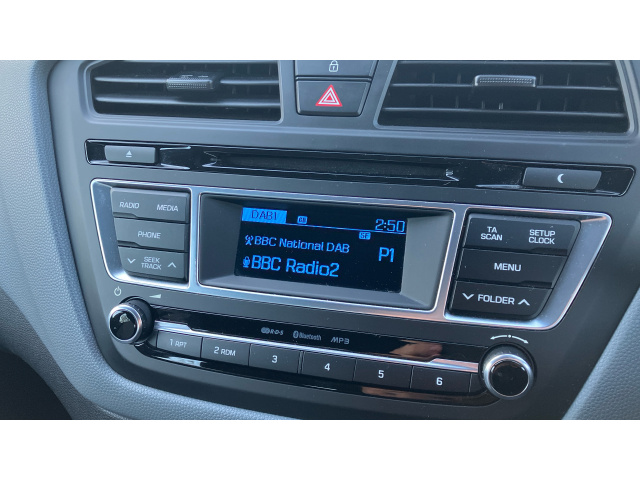 DAB1 2:50
BBC National DAB
P1
BBC Radio2
RADIO MEDIA
PHONE
SEEK
TRACK
TA
SCAN
SETUP
CLOCK
MENU
FOLDER
R·D·S Bluetooth MP3
1 RPT 2 RDM 3 4 5 6